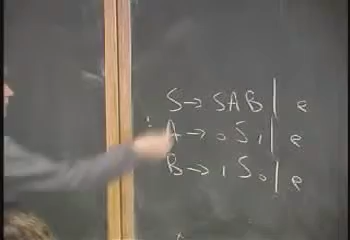 S → SAB | e
A → 0S1 | e
B → 1S0 | e